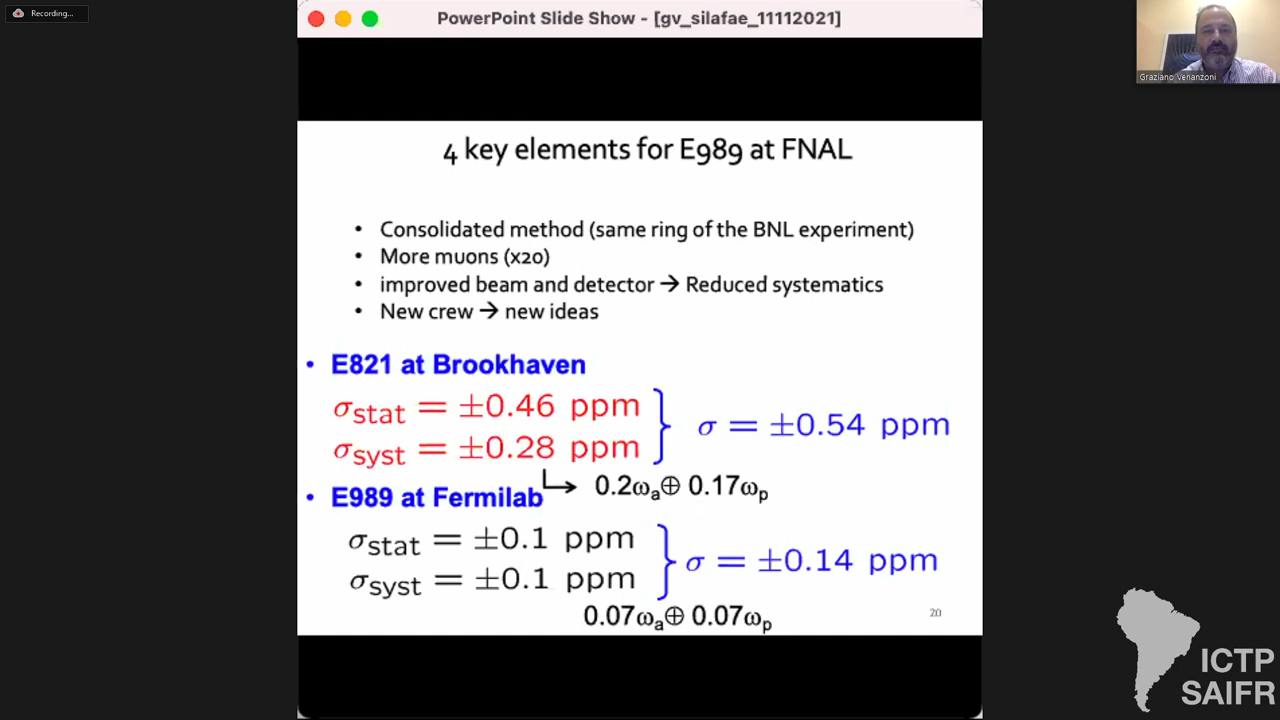 Recording...
PowerPoint Slide Show - [gv_silafae_11112021]
Graziano Venanzoni
4 key elements for E989 at FNAL
• Consolidated method (same ring of the BNL experiment)
• More muons (x20)
• improved beam and detector → Reduced systematics
• New crew → new ideas
• E821 at Brookhaven
σstat = ±0.46 ppm
σsyst = ±0.28 ppm
σ = ±0.54 ppm
0.2ωa⊕ 0.17ωp
• E989 at Fermilab
σstat = ±0.1 ppm
σsyst = ±0.1 ppm
σ = ±0.14 ppm
0.07ωa⊕ 0.07ωp
20
ICTP
SAIFR